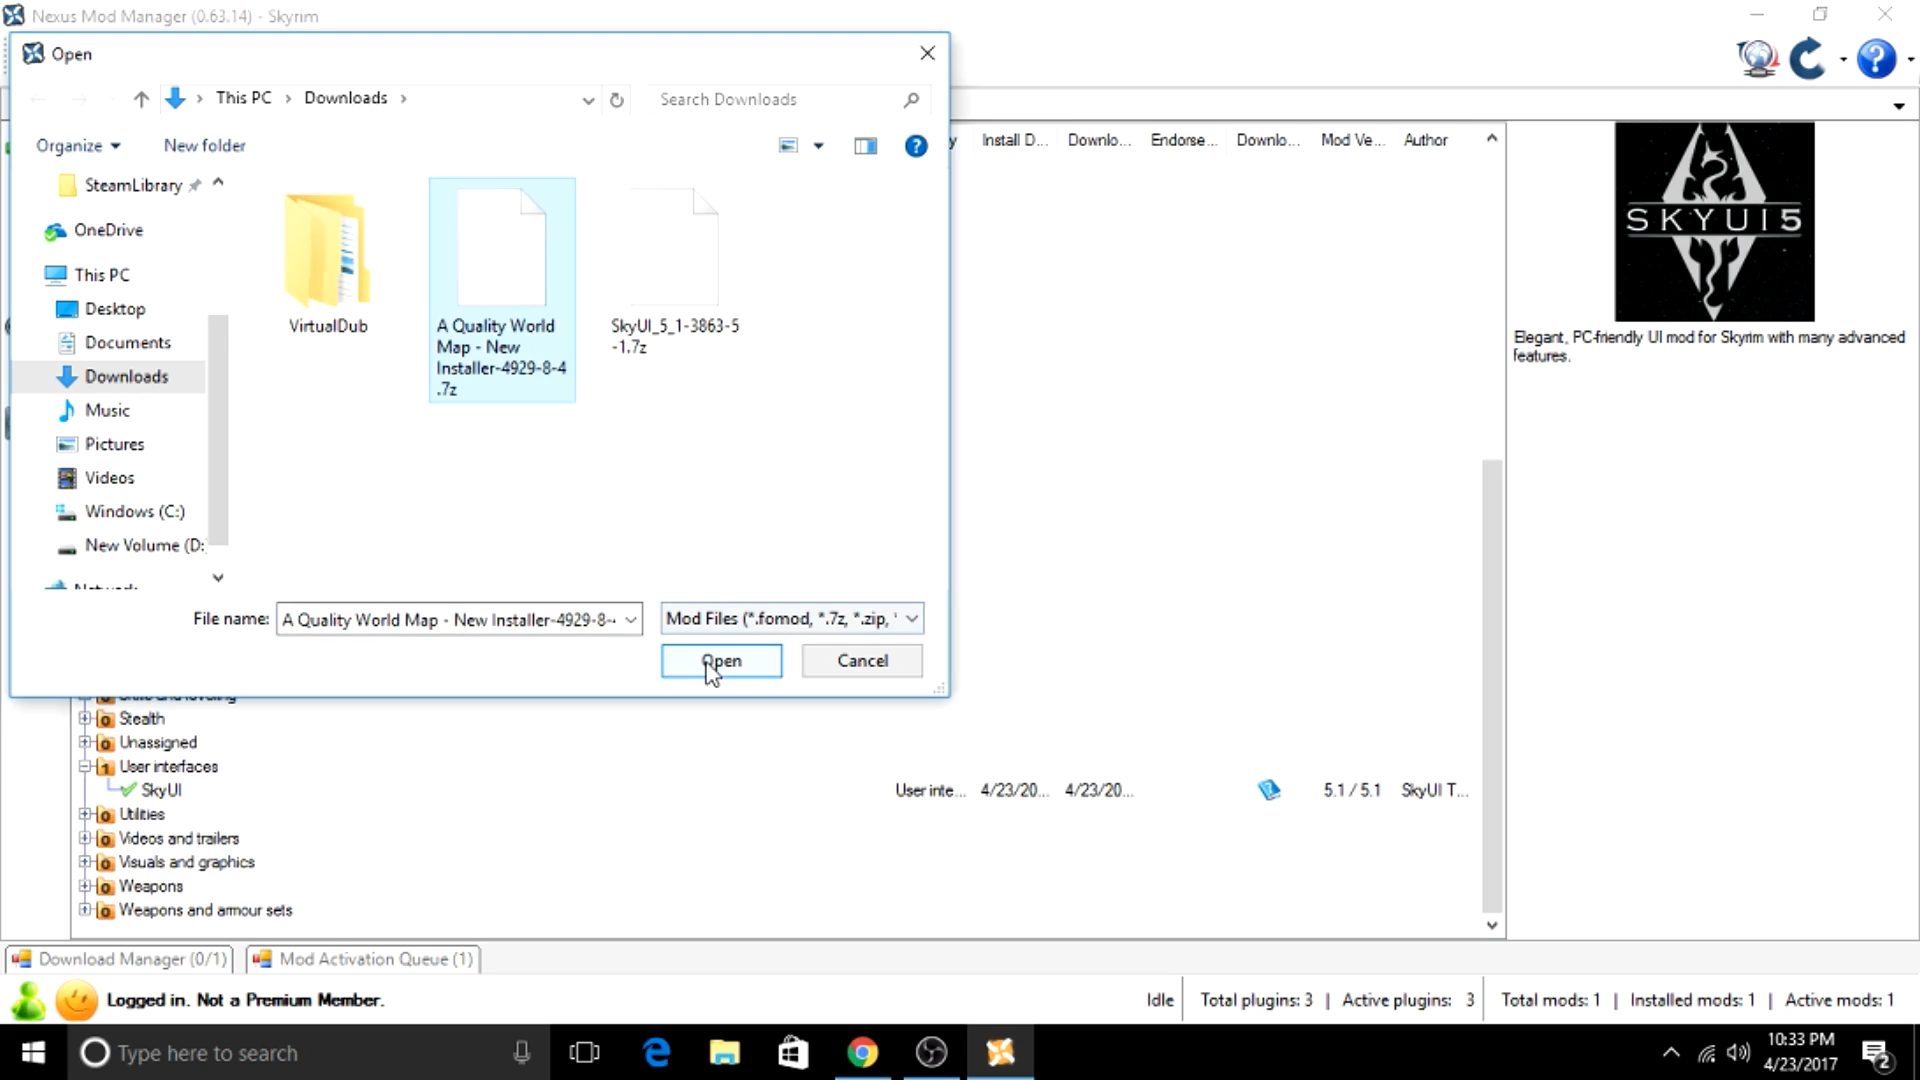 Nexus Mod Manager (0.63.14) - Skyrim
Open
This PC > Downloads >
Search Downloads
Organize
New folder
SteamLibrary
OneDrive
This PC
Desktop
Documents
Downloads
Music
Pictures
Videos
Windows (C:)
New Volume (D:
VirtualDub
A Quality World
Map - New
Installer-4929-8-4
.7z
SkyUI_5_1-3863-5
-1.7z
File name:
A Quality World Map - New Installer-4929-8-
Mod Files (*.fomod, *.7z, *.zip,
Open
Cancel
y Install D... Downlo... Endorse... Downlo... Mod Ve... Author
SKYUI5
Elegant, PC-friendly UI mod for Skyrim with many advanced
features.
Stealth
Unassigned
User interfaces
SkyUI User inte... 4/23/20... 4/23/20... 5.1 / 5.1 SkyUI T...
Utilities
Videos and trailers
Visuals and graphics
Weapons
Weapons and armour sets
Download Manager (0/1)
Mod Activation Queue (1)
Logged in. Not a Premium Member.
Idle
Total plugins: 3 | Active plugins: 3
Total mods: 1 | Installed mods: 1 | Active mods: 1
Type here to search
10:33 PM
4/23/2017
2